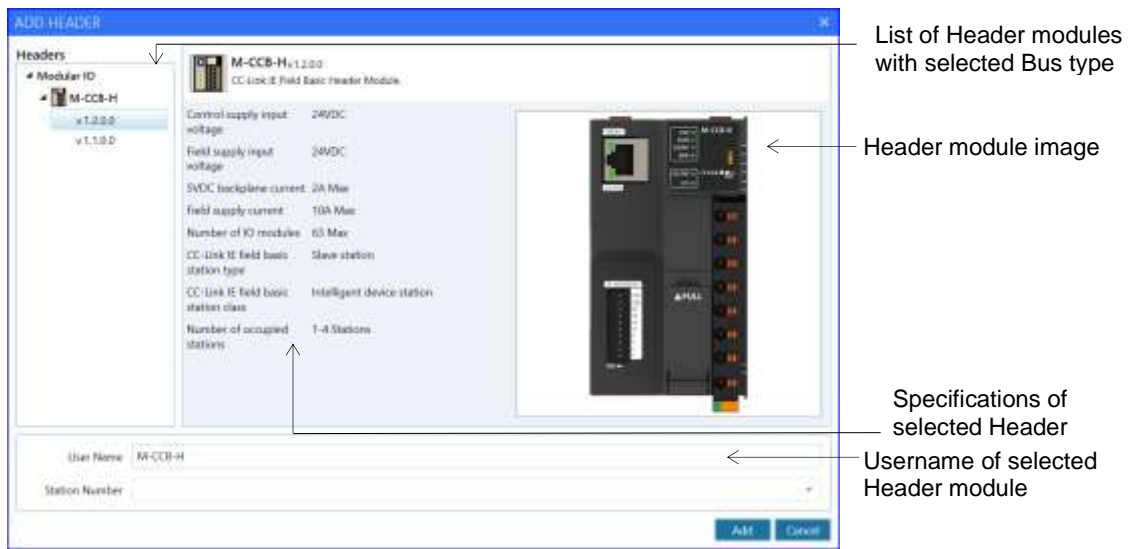 ADD HEADER
×
Headers
Modular IO
M-CCB-H
v1.2.0.0
v1.1.0.0
M-CCB-H v1.2.0.0
CC-Link IE Field Basic Header Module.
Control supply input voltage 24VDC
Field supply input voltage 24VDC
5VDC backplane current 2A Max
Field supply current 10A Max
Number of IO modules 63 Max
CC-Link IE field basic station type Slave station
CC-Link IE field basic station class Intelligent device station
Number of occupied stations 1-4 Stations
M-CCB-H
PULL
User Name M-CCB-H
Station Number
Add Cancel
List of Header modules
with selected Bus type
Header module image
Specifications of
selected Header
Username of selected
Header module